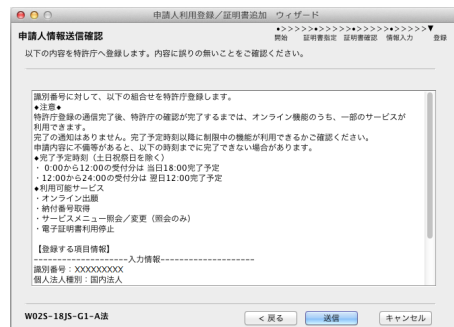 申請人利用登録／証明書追加 ウィザード
申請人情報送信確認
●>>>>>●>>>>>●>>>>>●>>>>>▼
開始 証明書指定 証明書確認 情報入力 登録
以下の内容を特許庁へ登録します。内容に誤りの無いことをご確認ください。
識別番号に対して、以下の組合せを特許庁登録します。
◆注意◆
特許庁登録の通信完了後、特許庁の確認が完了するまでは、オンライン機能のうち、一部のサービスが
利用できます。
完了の通知はありません。完了予定時刻以降に制限中の機能が利用できるかご確認ください。
申請内容に不備等があると、以下の時刻までに完了できない場合があります。
◆完了予定時刻（土日祝祭日を除く）
・ 0:00から12:00の受付分は 当日18:00完了予定
・12:00から24:00の受付分は 翌日12:00完了予定
◆利用可能サービス
・オンライン出願
・納付番号取得
・サービスメニュー照会／変更（照会のみ）
・電子証明書利用停止
【登録する項目情報】
--------------------入力情報--------------------
識別番号：XXXXXXXXX
個人法人種別：国内法人
W02S-18JS-G1-A法
< 戻る 送信 キャンセル